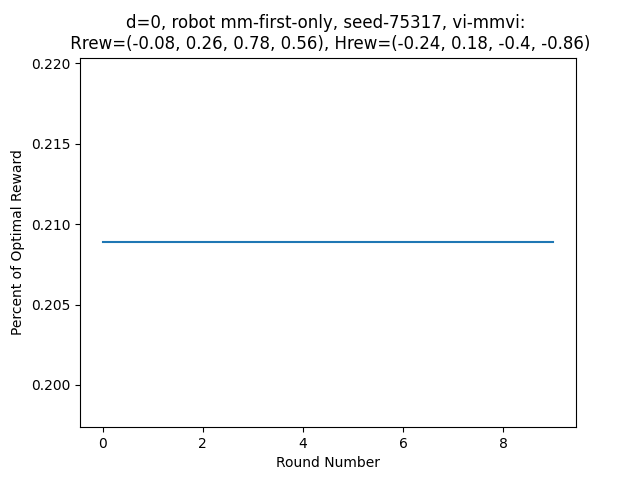 d=0, robot mm-first-only, seed-75317, vi-mmvi:
Rrew=(-0.08, 0.26, 0.78, 0.56), Hrew=(-0.24, 0.18, -0.4, -0.86)
0.220
0.215
0.210
0.205
0.200
Percent of Optimal Reward
0 2 4 6 8
Round Number